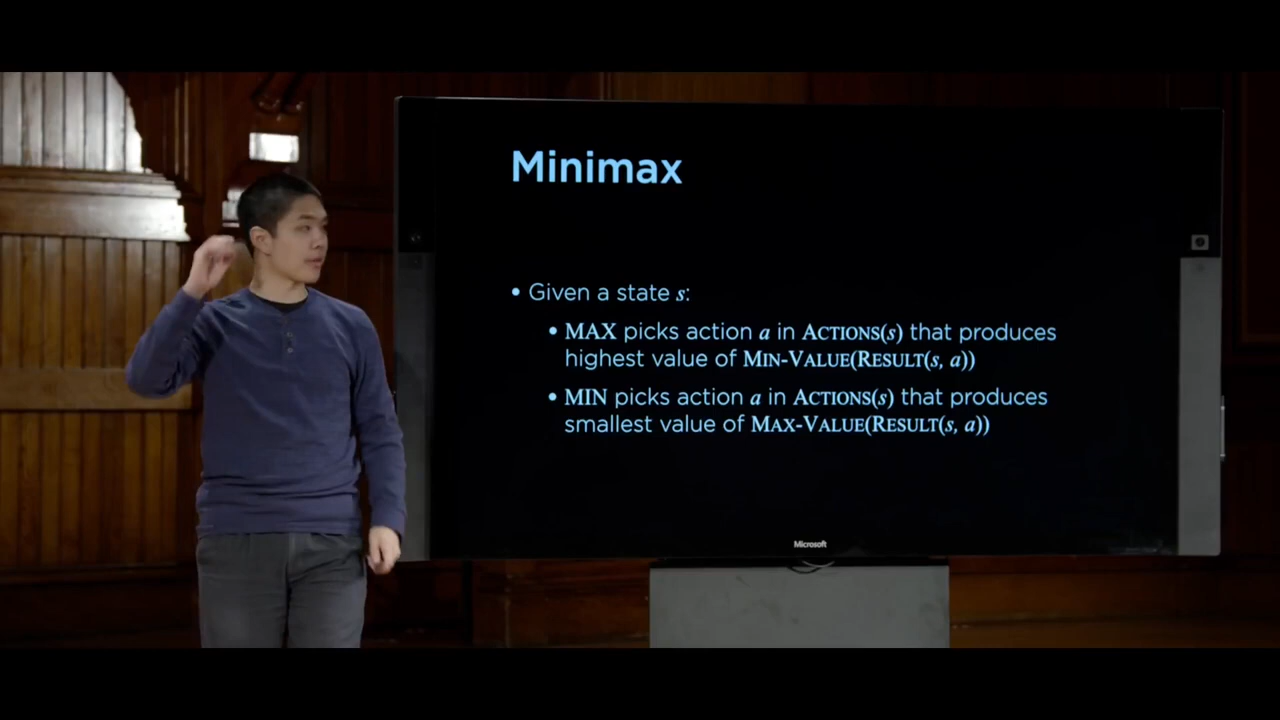 Minimax
• Given a state s:
• MAX picks action a in ACTIONS(s) that produces
highest value of MIN-VALUE(RESULT(s, a))
• MIN picks action a in ACTIONS(s) that produces
smallest value of MAX-VALUE(RESULT(s, a))
Microsoft